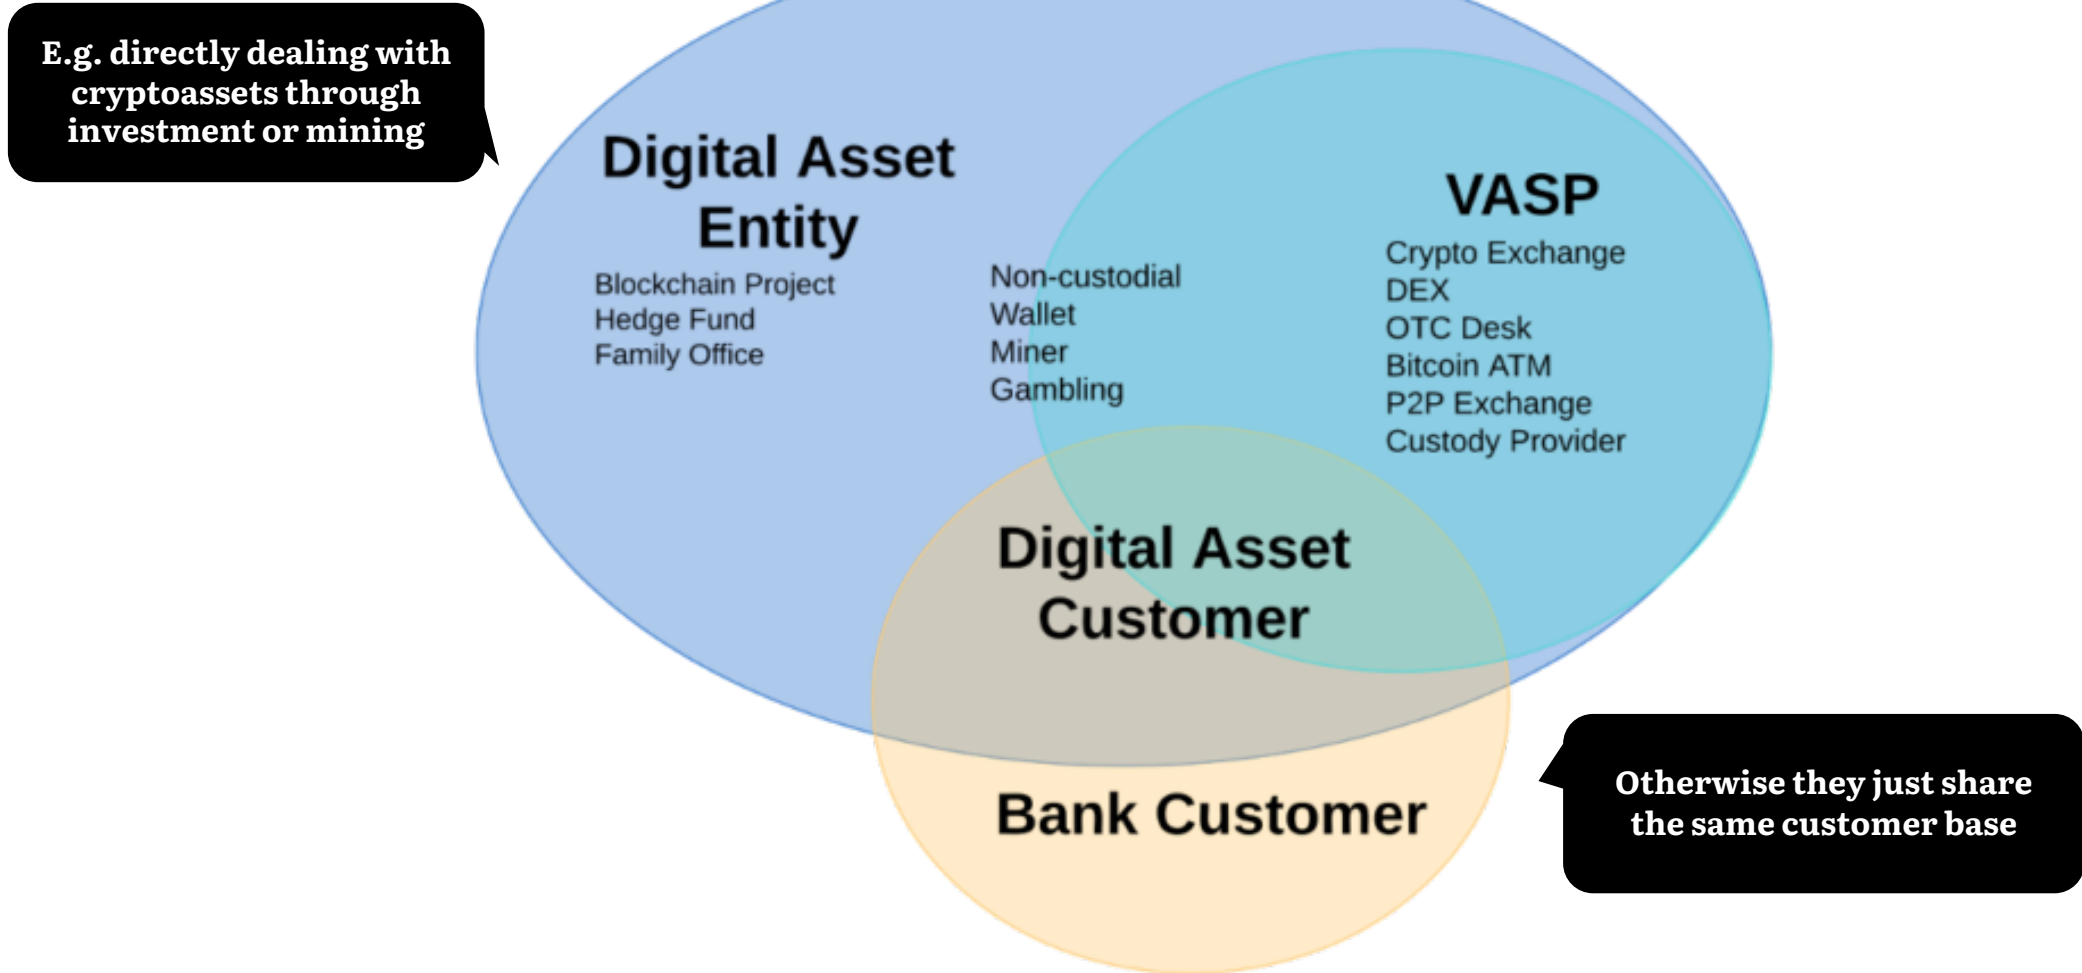 E.g. directly dealing with
cryptoassets through
investment or mining
Digital Asset
Entity
Blockchain Project
Hedge Fund
Family Office
Non-custodial
Wallet
Miner
Gambling
VASP
Crypto Exchange
DEX
OTC Desk
Bitcoin ATM
P2P Exchange
Custody Provider
Digital Asset
Customer
Bank Customer
Otherwise they just share
the same customer base